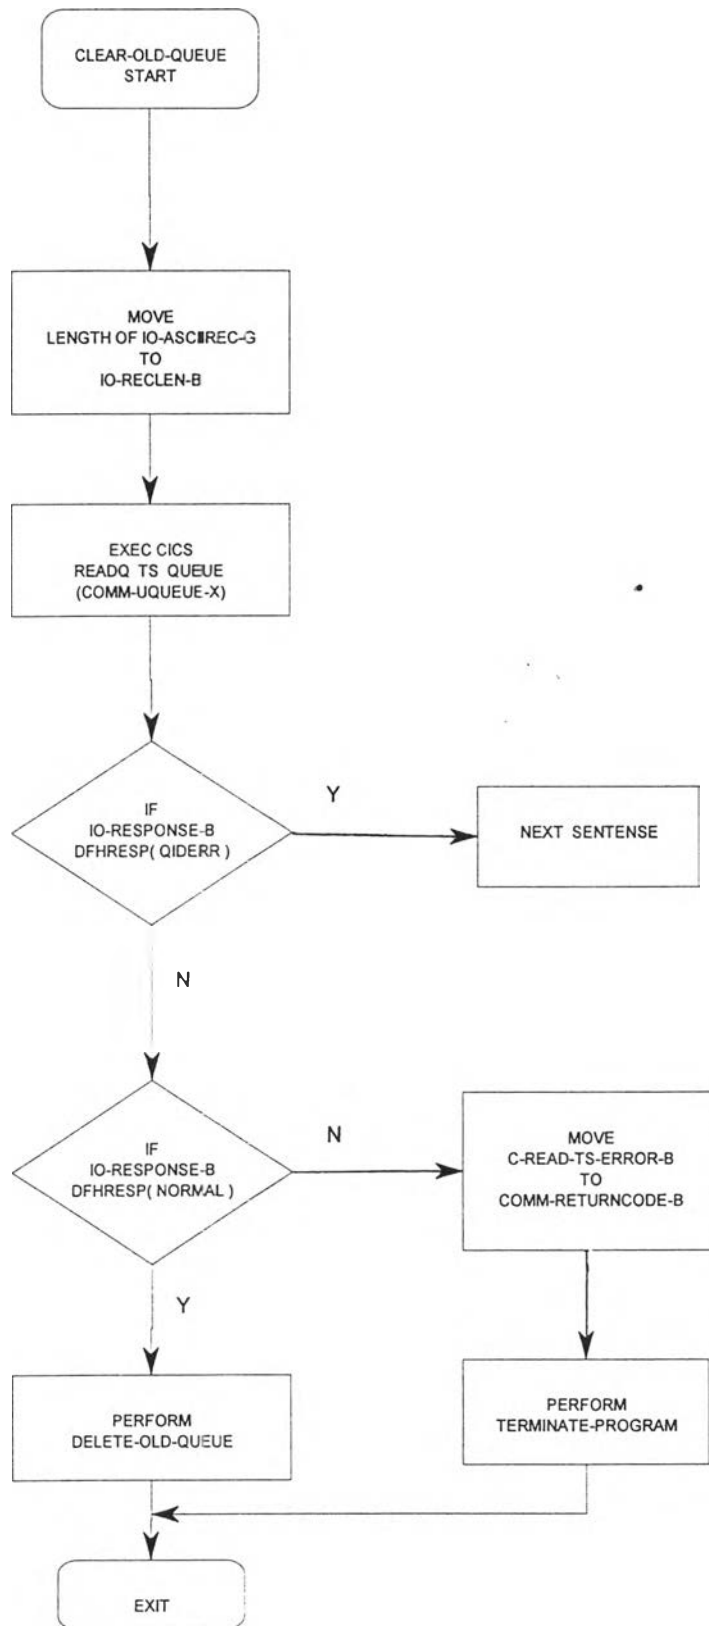 CLEAR-OLD-QUEUE
START
MOVE
LENGTH OF IO-ASCIIREC-G
TO
IO-RECLEN-B
EXEC CICS
READQ TS QUEUE
(COMM-UQUEUE-X)
IF
IO-RESPONSE-B
DFHRESP( QIDERR )
Y
NEXT SENTENSE
N
IF
IO-RESPONSE-B
DFHRESP( NORMAL )
N
MOVE
C-READ-TS-ERROR-B
TO
COMM-RETURNCODE-B
Y
PERFORM
DELETE-OLD-QUEUE
PERFORM
TERMINATE-PROGRAM
EXIT